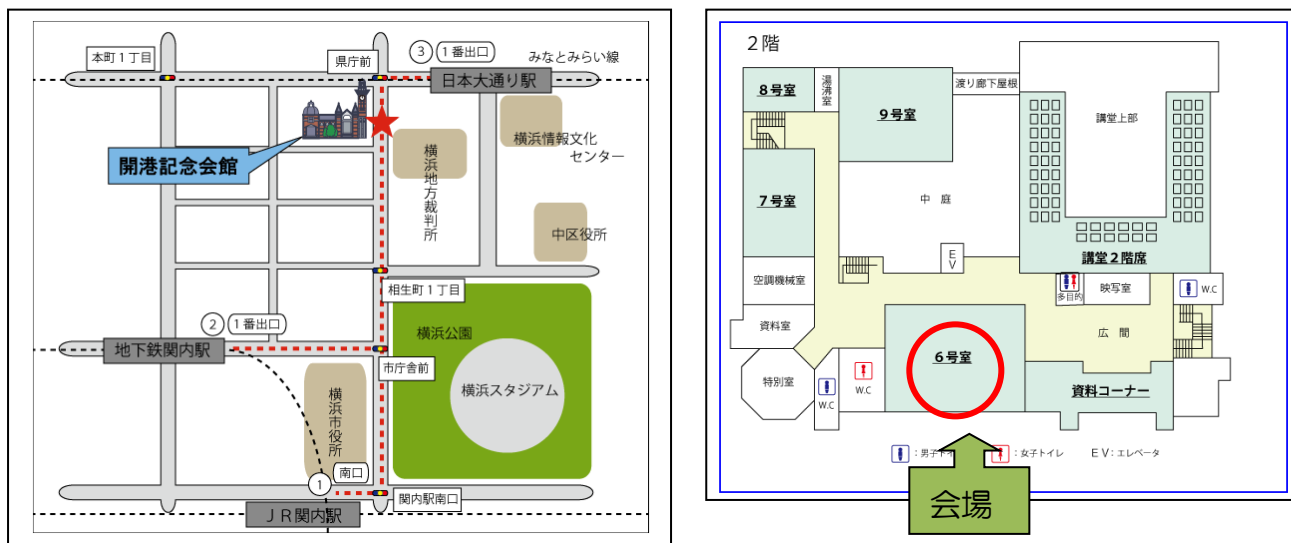 本町１丁目
県庁前
③
１番出口
みなとみらい線
日本大通り駅
開港記念会館
横浜地方裁判所
横浜情報文化
センター
中区役所
相生町１丁目
②
１番出口
地下鉄関内駅
市庁舎前
横浜公園
横浜スタジアム
横浜市役所
南口
①
関内駅南口
ＪＲ関内駅
２階
８号室
湯沸室
９号室
渡り廊下屋根
講堂上部
７号室
中　庭
ＥＶ
講堂２階席
空調機械室
多目的
映写室
W.C
資料室
広　間
６号室
特別室
W.C
W.C
資料コーナー
：男子トイ
：女子トイレ
ＥＶ：エレベータ
会場